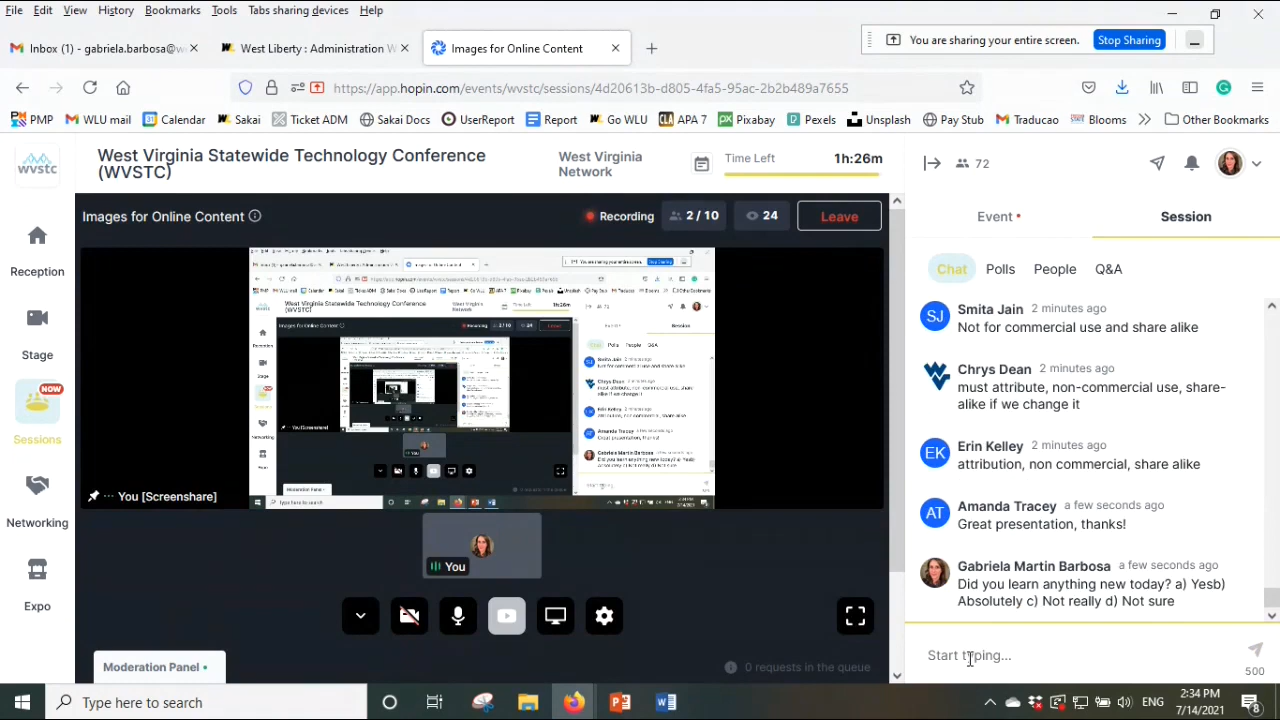 File Edit View History Bookmarks Tools Tabs sharing devices Help
Inbox (1) - gabriela.barbosa@w
West Liberty : Administration W
Images for Online Content
You are sharing your entire screen. Stop Sharing
https://app.hopin.com/events/wvstc/sessions/4d20613b-d805-4fa5-95ac-2b2b489a7655
PMP WLU mail Calendar Sakai Ticket ADM Sakai Docs UserReport Report Go WLU APA 7 Pixabay Pexels Unsplash Pay Stub Traducao Blooms Other Bookmarks
wvstc
West Virginia Statewide Technology Conference
(WVSTC)
West Virginia
Network
Time Left 1h:26m
72
Images for Online Content
Recording 2 / 10 24 Leave
Event Session
Chat Polls People Q&A
Reception
Stage
NOW
Sessions
Networking
Expo
You [Screenshare]
You
Moderation Panel
0 requests in the queue
SJ
Smita Jain 2 minutes ago
Not for commercial use and share alike
Chrys Dean 2 minutes ago
must attribute, non-commercial use, share-
alike if we change it
EK
Erin Kelley 2 minutes ago
attribution, non commercial, share alike
AT
Amanda Tracey a few seconds ago
Great presentation, thanks!
Gabriela Martin Barbosa a few seconds ago
Did you learn anything new today? a) Yesb)
Absolutely c) Not really d) Not sure
Start typing...
500
Type here to search
ENG
2:34 PM
7/14/2021
8